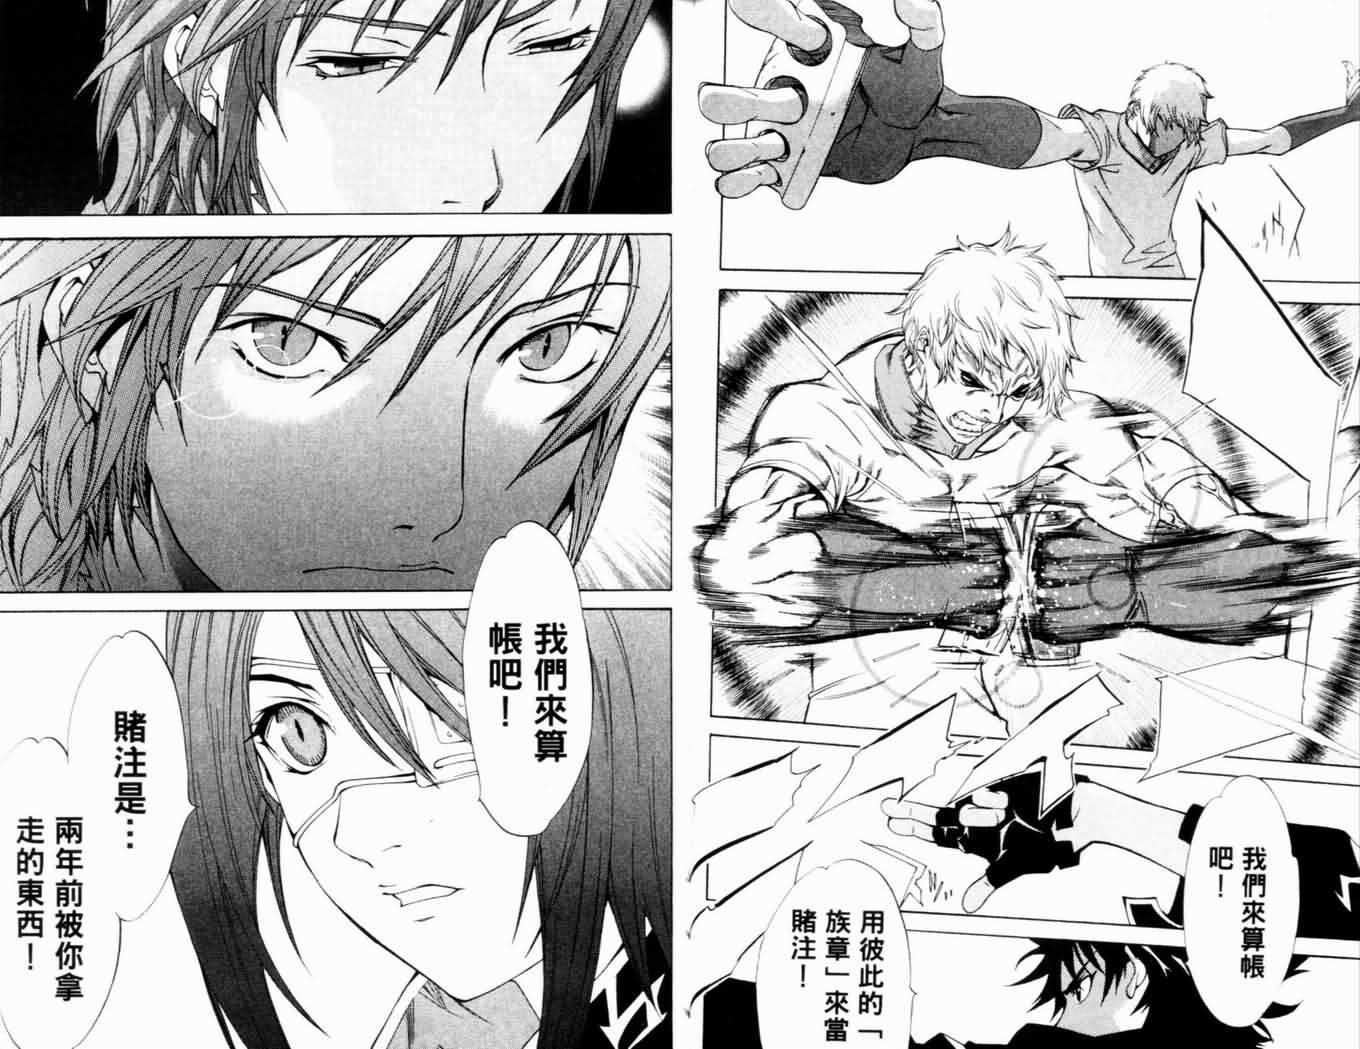 我們來算帳
吧！
用彼此的「
族章」來當
賭注！
我們來算
帳吧！
賭注是…
兩年前被你拿
走的東西！